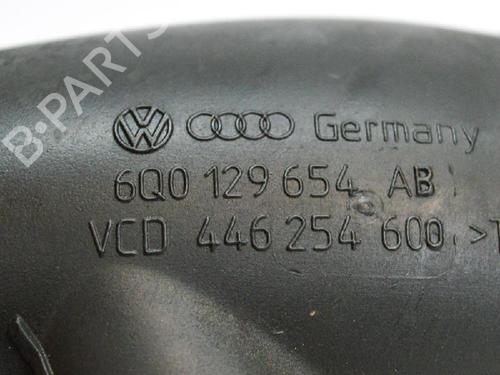 B-PARTS
Germany
6Q0 129 654 AB
VCD 446 254 600 >T